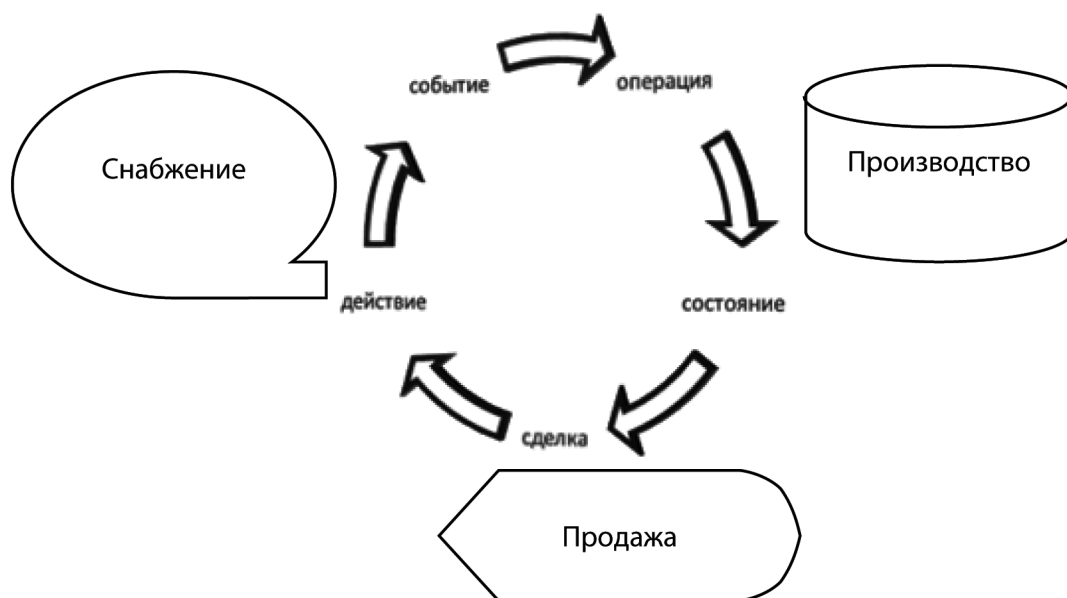 событие
операция
Снабжение
Производство
действие
состояние
сделка
Продажа